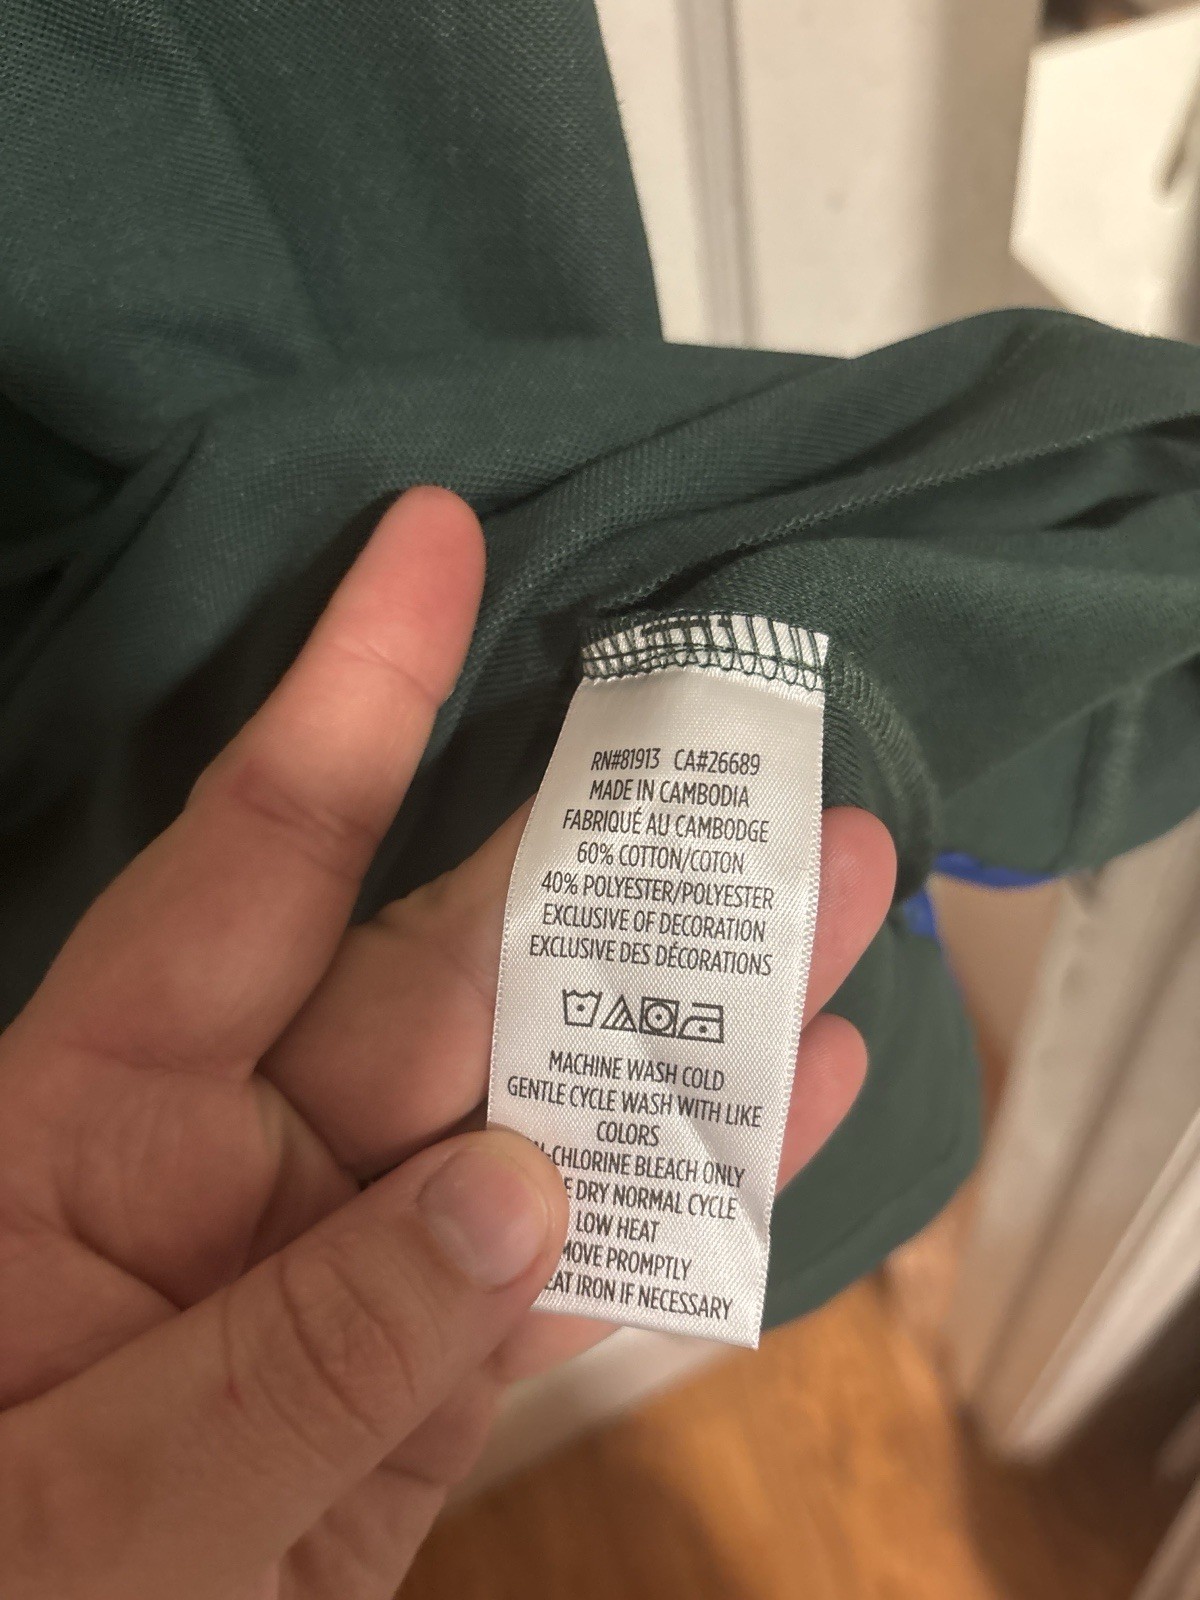 RN#81913 CA#26689
MADE IN CAMBODIA
FABRIQUÉ AU CAMBODGE
60% COTTON/COTON
40% POLYESTER/POLYESTER
EXCLUSIVE OF DECORATION
EXCLUSIVE DES DÉCORATIONS
MACHINE WASH COLD
GENTLE CYCLE WASH WITH LIKE
COLORS
-CHLORINE BLEACH ONLY
DRY NORMAL CYCLE
LOW HEAT
PROMPTLY
IRON IF NECESSARY